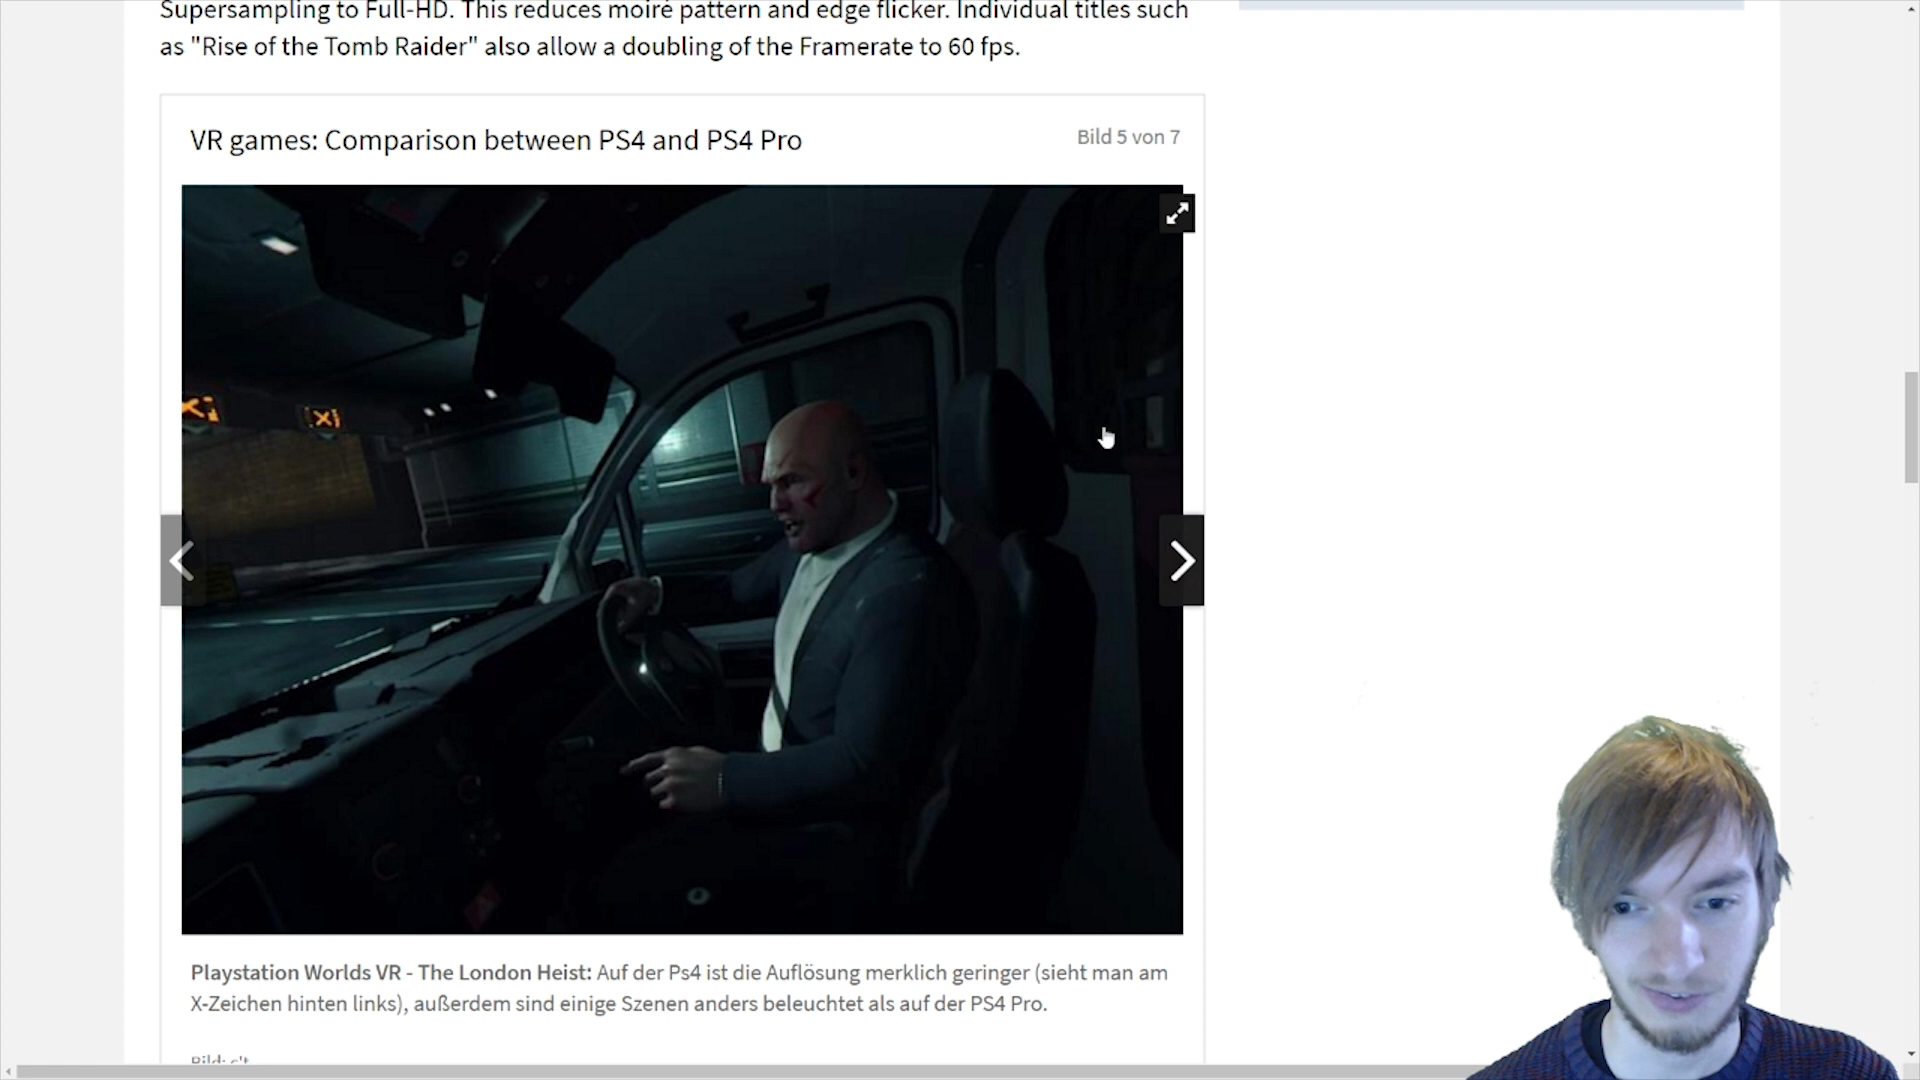 Supersampling to Full-HD. This reduces moiré pattern and edge flicker. Individual titles such
as "Rise of the Tomb Raider" also allow a doubling of the Framerate to 60 fps.
VR games: Comparison between PS4 and PS4 Pro
Bild 5 von 7
Playstation Worlds VR - The London Heist: Auf der Ps4 ist die Auflösung merklich geringer (sieht man am
X-Zeichen hinten links), außerdem sind einige Szenen anders beleuchtet als auf der PS4 Pro.
Bild: c't